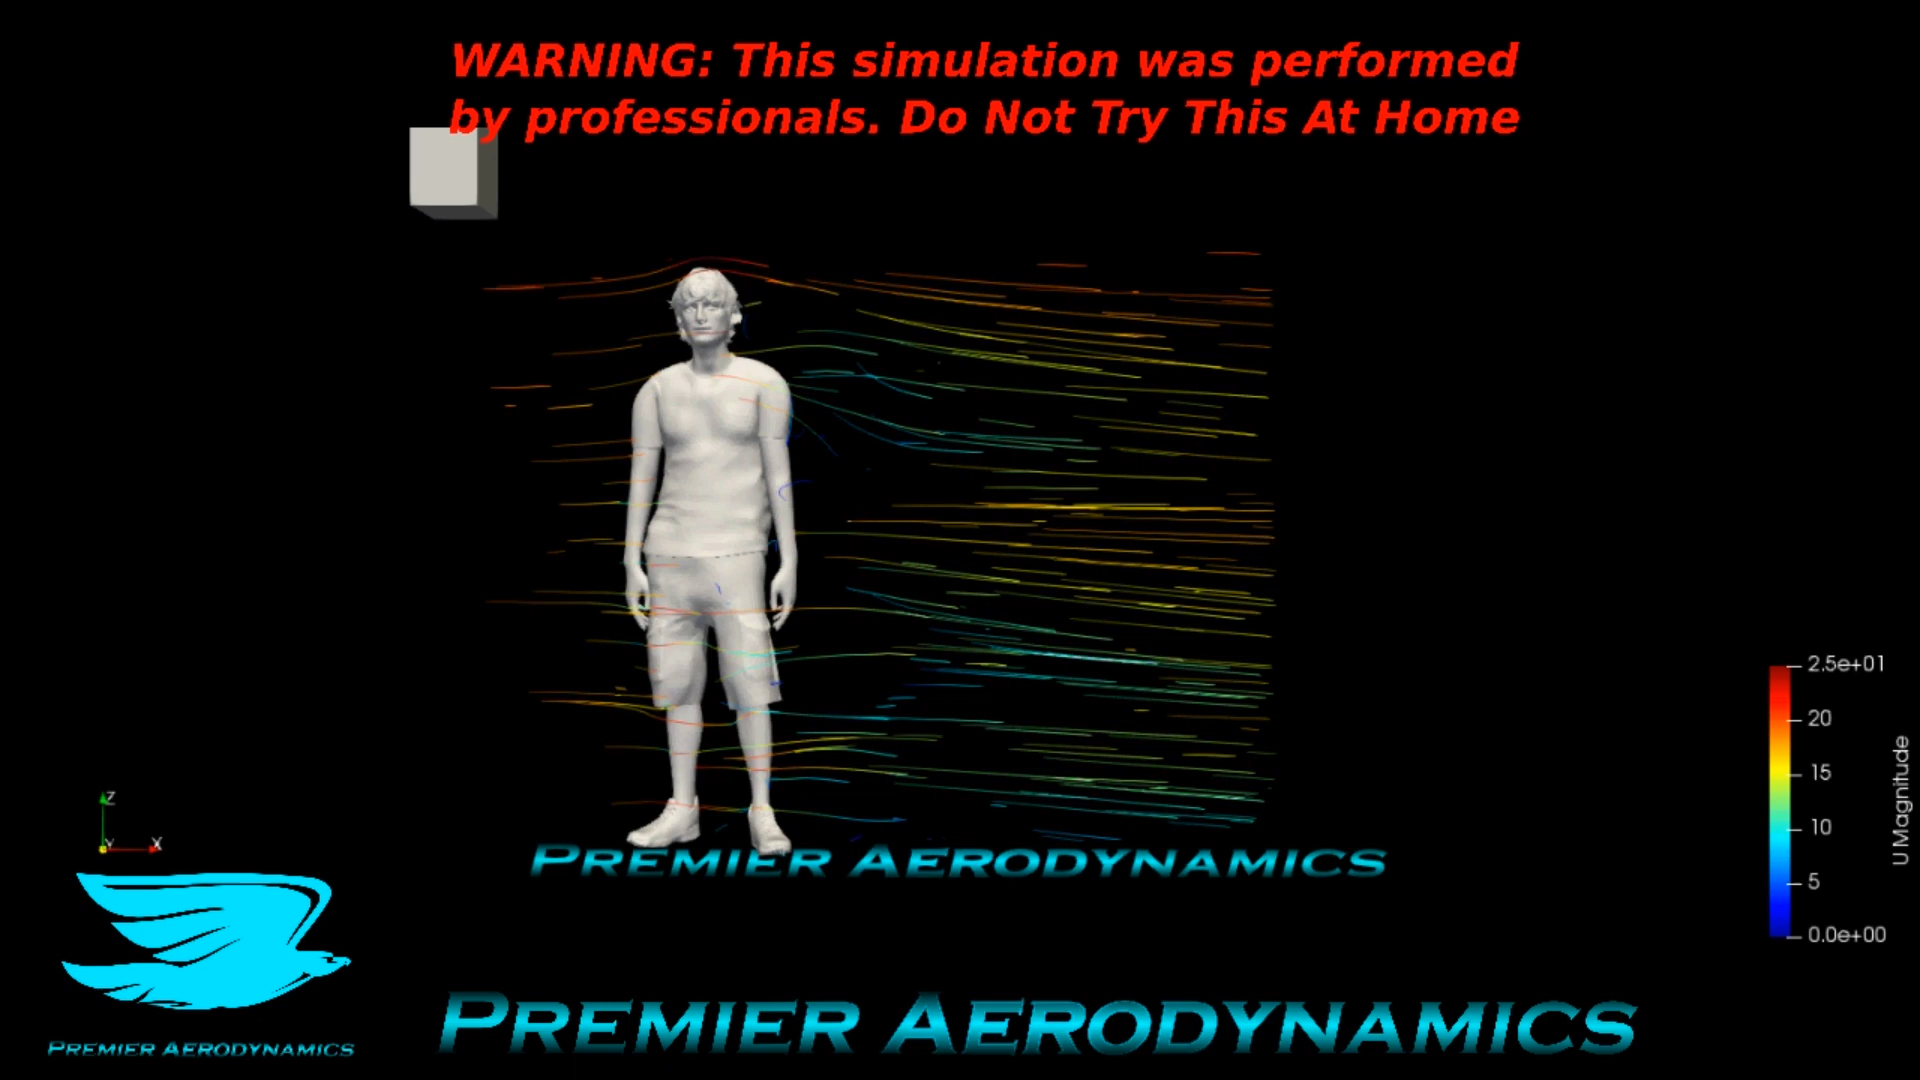 WARNING: This simulation was performed
by professionals. Do Not Try This At Home
2.5e+01
20
15
10
5
0.0e+00
U Magnitude
Z
Y
X
PREMIER AERODYNAMICS
PREMIER AERODYNAMICS
PREMIER AERODYNAMICS